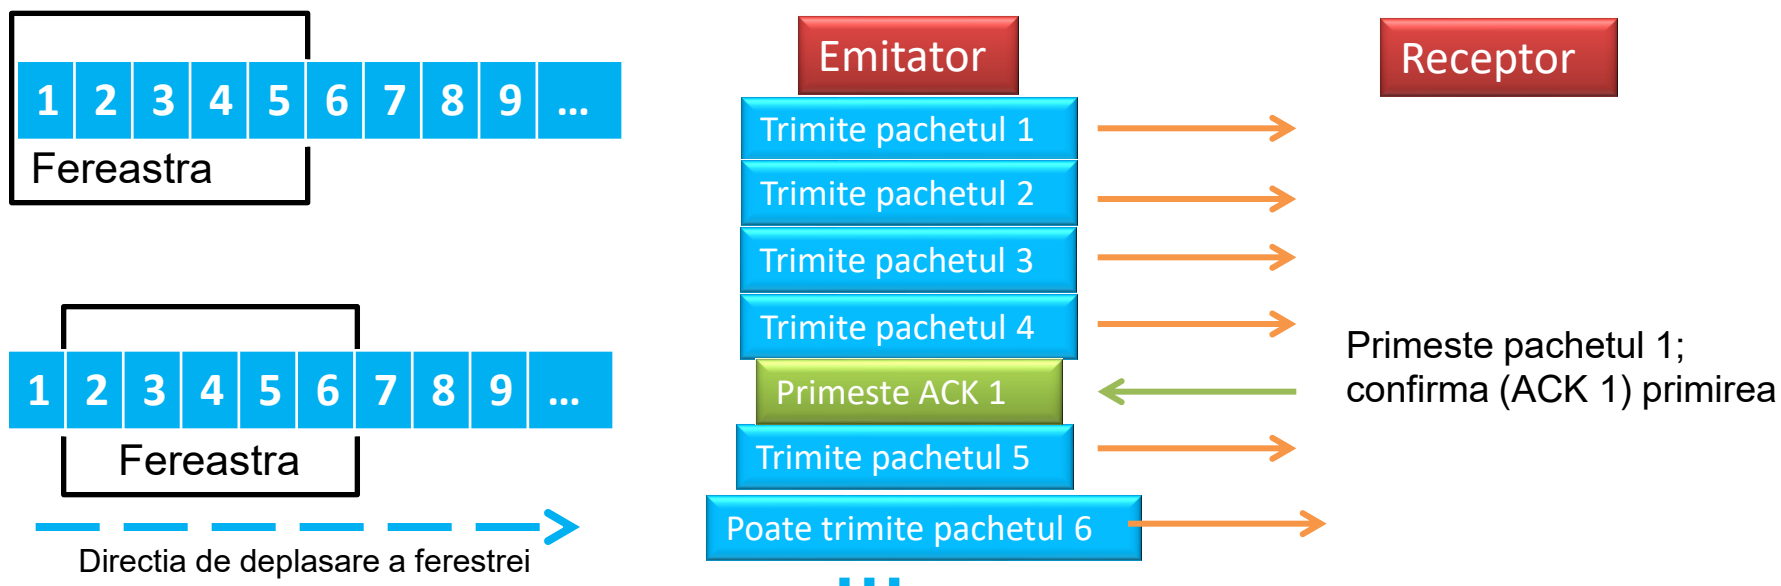 1 2 3 4 5 6 7 8 9 ...
Fereastra
1 2 3 4 5 6 7 8 9 ...
Fereastra
Directia de deplasare a ferestrei
Emitator
Trimite pachetul 1
Trimite pachetul 2
Trimite pachetul 3
Trimite pachetul 4
Primeste ACK 1
Trimite pachetul 5
Poate trimite pachetul 6
...
Receptor
Primeste pachetul 1;
confirma (ACK 1) primirea